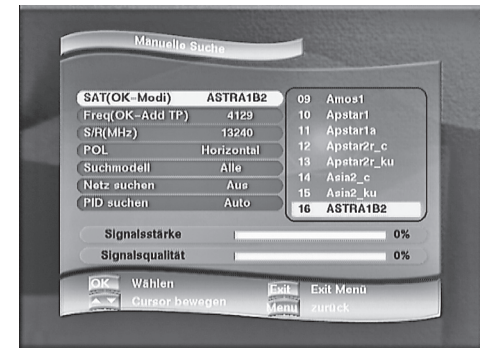 Manuelle Suche
SAT(OK-Modi) ASTRA1B2
Freq(OK-Add TP) 4129
S/R(MHz) 13240
POL Horizontal
Suchmodell Alle
Netz suchen Aus
PID suchen Auto
09 Amos1
10 Apstar1
11 Apstar1a
12 Apstar2r_c
13 Apstar2r_ku
14 Asia2_c
15 Asia2_ku
16 ASTRA1B2
Signalsstärke 0%
Signalsqualität 0%
OK Wählen
Cursor bewegen
Exit Exit Menü
Menu zurück